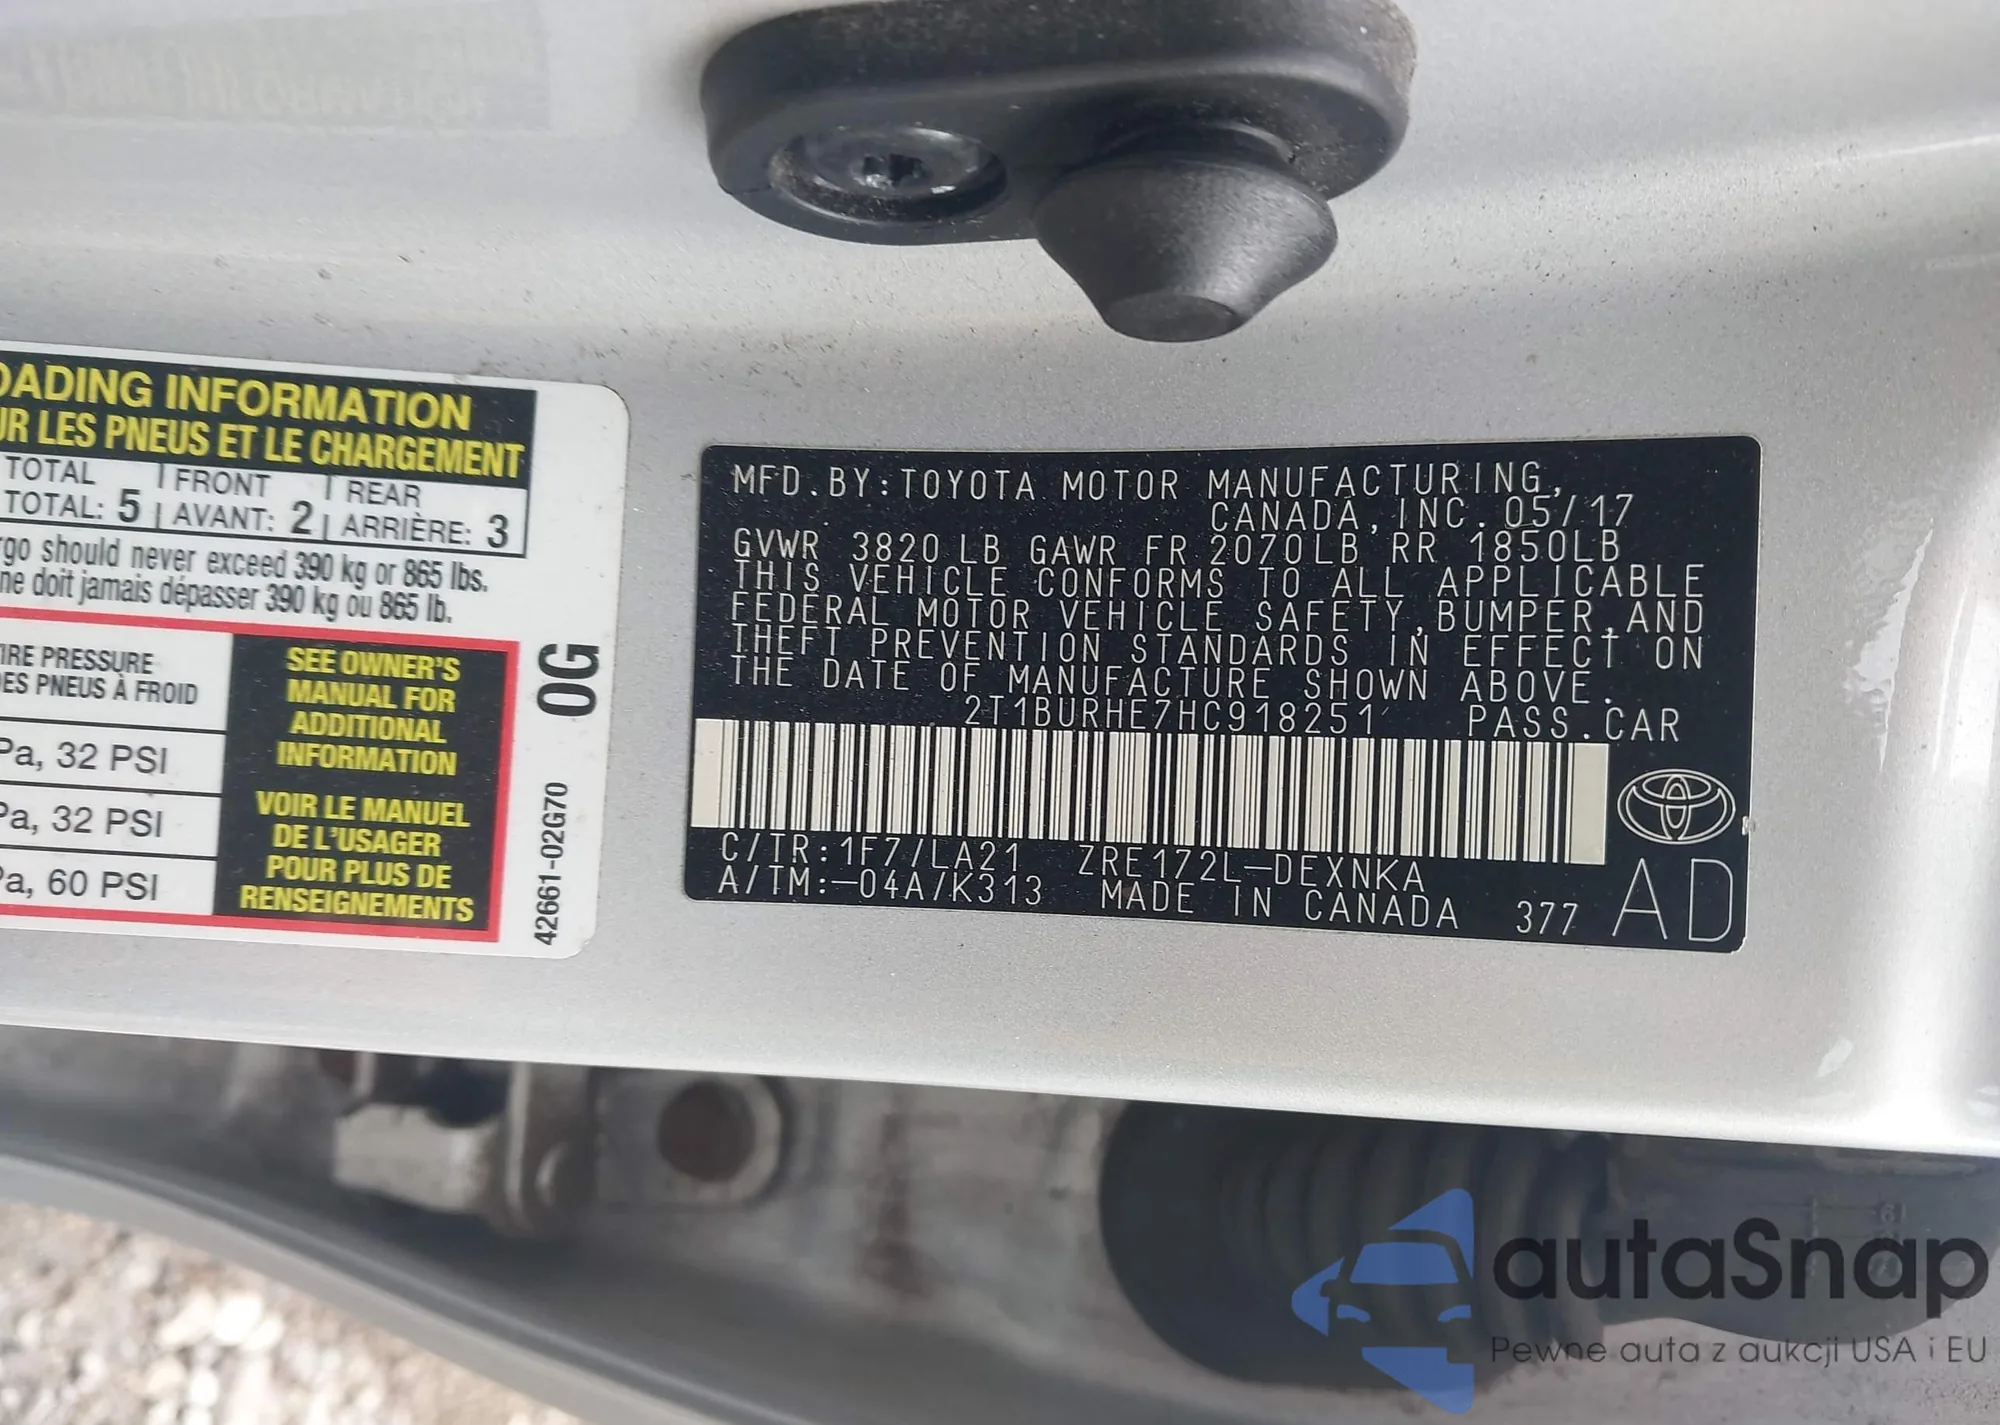 OADING INFORMATION
UR LES PNEUS ET LE CHARGEMENT
TOTAL | FRONT | REAR
TOTAL: 5 | AVANT: 2 | ARRIÈRE: 3
rgo should never exceed 390 kg or 865 lbs.
ne doit jamais dépasser 390 kg ou 865 lb.
IRE PRESSURE
DES PNEUS À FROID
Pa, 32 PSI
Pa, 32 PSI
Pa, 60 PSI
SEE OWNER'S
MANUAL FOR
ADDITIONAL
INFORMATION
VOIR LE MANUEL
DE L'USAGER
POUR PLUS DE
RENSEIGNEMENTS
0G
42661-02G70
MFD.BY:TOYOTA MOTOR MANUFACTURING,
CANADA,INC. 05/17
GVWR 3820 LB GAWR FR 2070LB RR 1850LB
THIS VEHICLE CONFORMS TO ALL APPLICABLE
FEDERAL MOTOR VEHICLE SAFETY,BUMPER,AND
THEFT PREVENTION STANDARDS IN EFFECT ON
THE DATE OF MANUFACTURE SHOWN ABOVE.
2T1BURHE7HC918251 PASS.CAR
C/TR:1F7/LA21 ZRE172L-DEXNKA
A/TM:-04A/K313 MADE IN CANADA 377 AD
autaSnap
Pewne auta z aukcji USA i EU